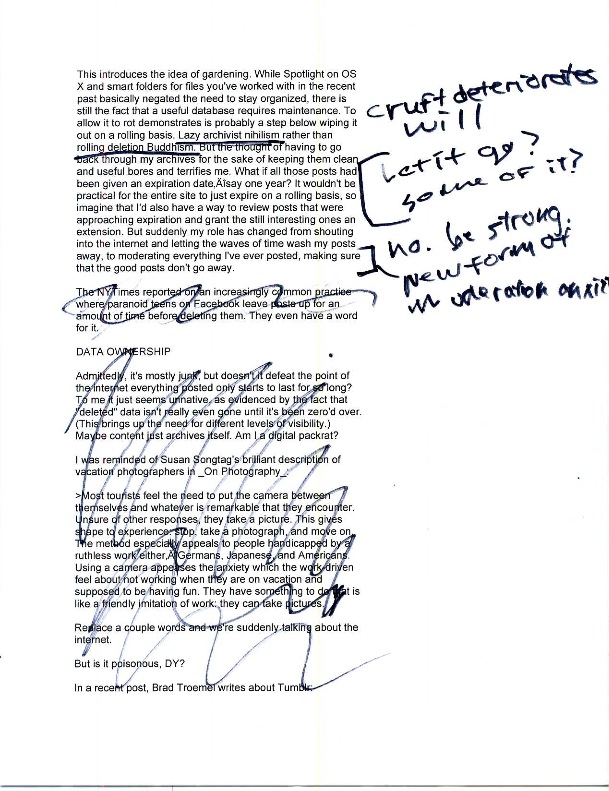 This introduces the idea of gardening. While Spotlight on OS
X and smart folders for files you've worked with in the recent
past basically negated the need to stay organized, there is
still the fact that a useful database requires maintenance. To
allow it to rot demonstrates is probably a step below wiping it
out on a rolling basis. Lazy archivist nihilism rather than
rolling deletion Buddhism. But the thought of having to go
back through my archives for the sake of keeping them clean
and useful bores and terrifies me. What if all those posts had
been given an expiration date‚Äîsay one year? It wouldn't be
practical for the entire site to just expire on a rolling basis, so
imagine that I'd also have a way to review posts that were
approaching expiration and grant the still interesting ones an
extension. But suddenly my role has changed from shouting
into the internet and letting the waves of time wash my posts
away, to moderating everything I've ever posted, making sure
that the good posts don't go away.
cruft deteriorates
will
Let it go?
some of it?
no. be strong.
new form of
moderation anxit
The NYTimes reported on an increasingly common practice
where paranoid teens on Facebook leave posts up for an
amount of time before deleting them. They even have a word
for it.
DATA OWNERSHIP
Admittedly, it's mostly junk, but doesn't it defeat the point of
the internet everything posted only starts to last for so long?
To me it just seems urinative, as evidenced by the fact that
"deleted" data isn't really even gone until it's been zero'd over.
(This brings up the need for different levels of visibility.)
Maybe content just archives itself. Am I a digital packrat?
I was reminded of Susan Songtag's brilliant description of
vacation photographers in _On Photography_:
>Most tourists feel the need to put the camera between
themselves and whatever is remarkable that they encounter.
Unsure of other responses, they take a picture. This gives
shape to experience: stop, take a photograph, and move on.
The method especially appeals to people handicapped by a
ruthless work either‚ÄîGermans, Japanese, and Americans.
Using a camera appeases the anxiety which the work driven
feel about not working when they are on vacation and
supposed to be having fun. They have something to do that is
like a friendly imitation of work: they can take pictures.
Replace a couple words and we're suddenly talking about the
internet.
But is it poisonous, DY?
In a recent post, Brad Troemel writes about Tumblr: